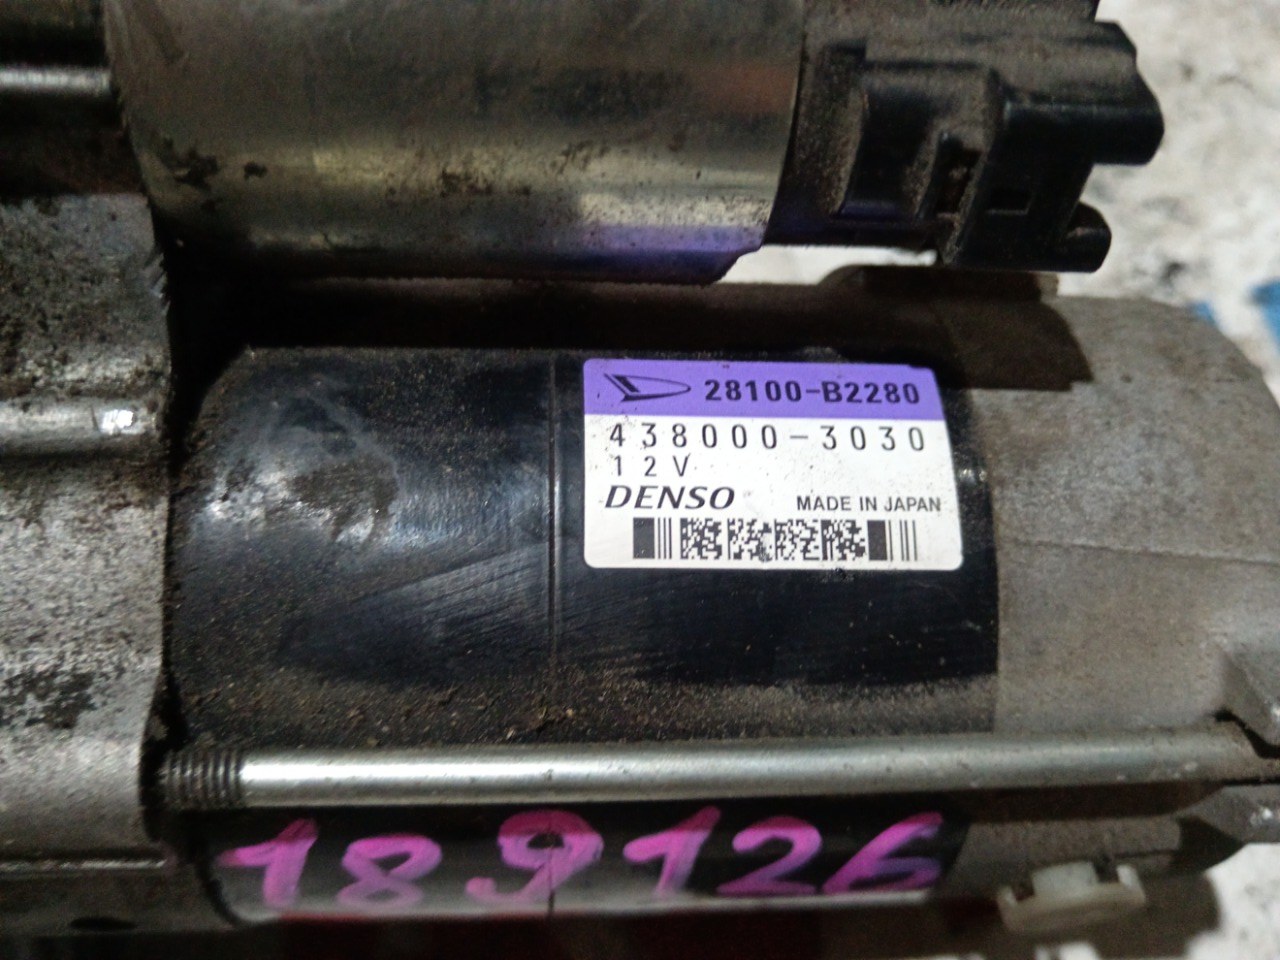 28100-B2280
438000-3030
12V
DENSO MADE IN JAPAN
189126